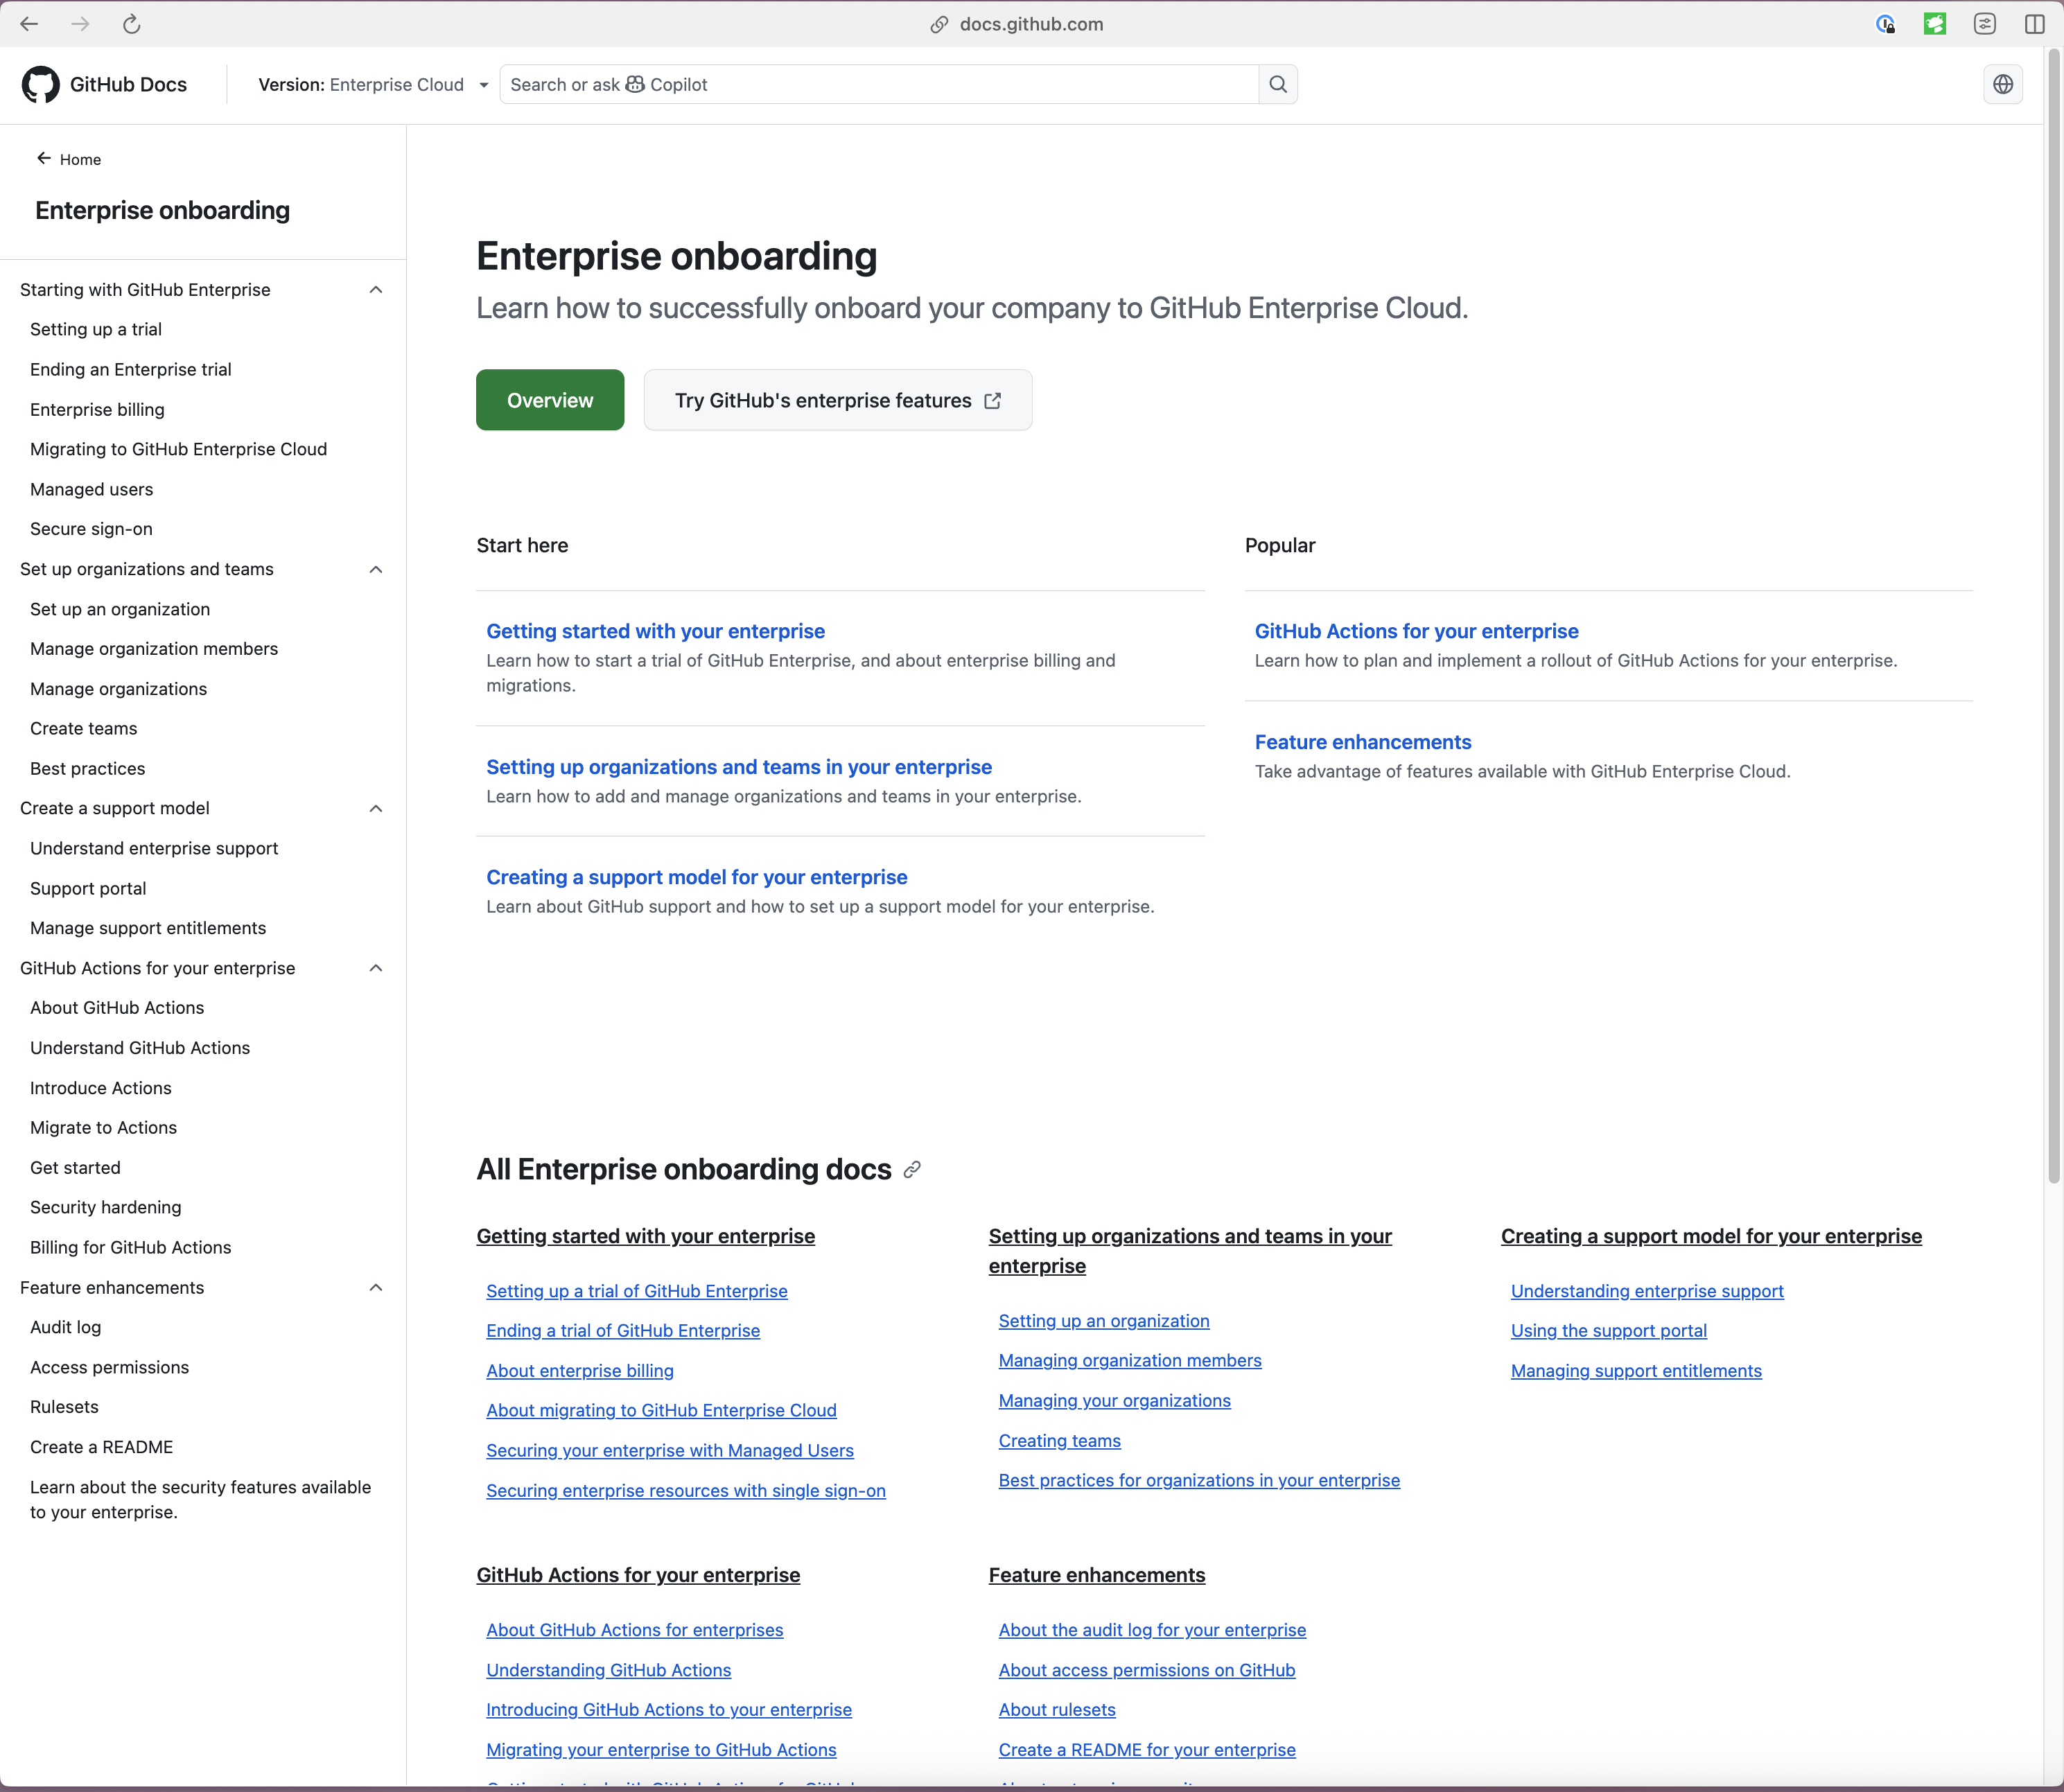 docs.github.com
GitHub Docs
Version: Enterprise Cloud
Search or ask Copilot
Home
Enterprise onboarding
Starting with GitHub Enterprise
Setting up a trial
Ending an Enterprise trial
Enterprise billing
Migrating to GitHub Enterprise Cloud
Managed users
Secure sign-on
Set up organizations and teams
Set up an organization
Manage organization members
Manage organizations
Create teams
Best practices
Create a support model
Understand enterprise support
Support portal
Manage support entitlements
GitHub Actions for your enterprise
About GitHub Actions
Understand GitHub Actions
Introduce Actions
Migrate to Actions
Get started
Security hardening
Billing for GitHub Actions
Feature enhancements
Audit log
Access permissions
Rulesets
Create a README
Learn about the security features available
to your enterprise.
Enterprise onboarding
Learn how to successfully onboard your company to GitHub Enterprise Cloud.
Overview
Try GitHub's enterprise features
Start here
Getting started with your enterprise
Learn how to start a trial of GitHub Enterprise, and about enterprise billing and
migrations.
Setting up organizations and teams in your enterprise
Learn how to add and manage organizations and teams in your enterprise.
Creating a support model for your enterprise
Learn about GitHub support and how to set up a support model for your enterprise.
Popular
GitHub Actions for your enterprise
Learn how to plan and implement a rollout of GitHub Actions for your enterprise.
Feature enhancements
Take advantage of features available with GitHub Enterprise Cloud.
All Enterprise onboarding docs
Getting started with your enterprise
Setting up a trial of GitHub Enterprise
Ending a trial of GitHub Enterprise
About enterprise billing
About migrating to GitHub Enterprise Cloud
Securing your enterprise with Managed Users
Securing enterprise resources with single sign-on
Setting up organizations and teams in your
enterprise
Setting up an organization
Managing organization members
Managing your organizations
Creating teams
Best practices for organizations in your enterprise
Creating a support model for your enterprise
Understanding enterprise support
Using the support portal
Managing support entitlements
GitHub Actions for your enterprise
About GitHub Actions for enterprises
Understanding GitHub Actions
Introducing GitHub Actions to your enterprise
Migrating your enterprise to GitHub Actions
Feature enhancements
About the audit log for your enterprise
About access permissions on GitHub
About rulesets
Create a README for your enterprise